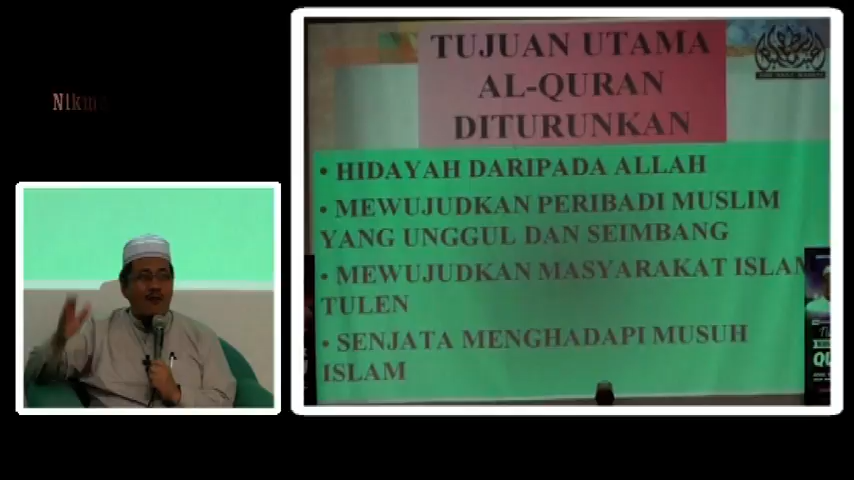 TUJUAN UTAMA
AL-QURAN
DITURUNKAN
• HIDAYAH DARIPADA ALLAH
• MEWUJUDKAN PERIBADI MUSLIM
YANG UNGGUL DAN SEIMBANG
• MEWUJUDKAN MASYARAKAT ISLAM
TULEN
• SENJATA MENGHADAPI MUSUH
ISLAM